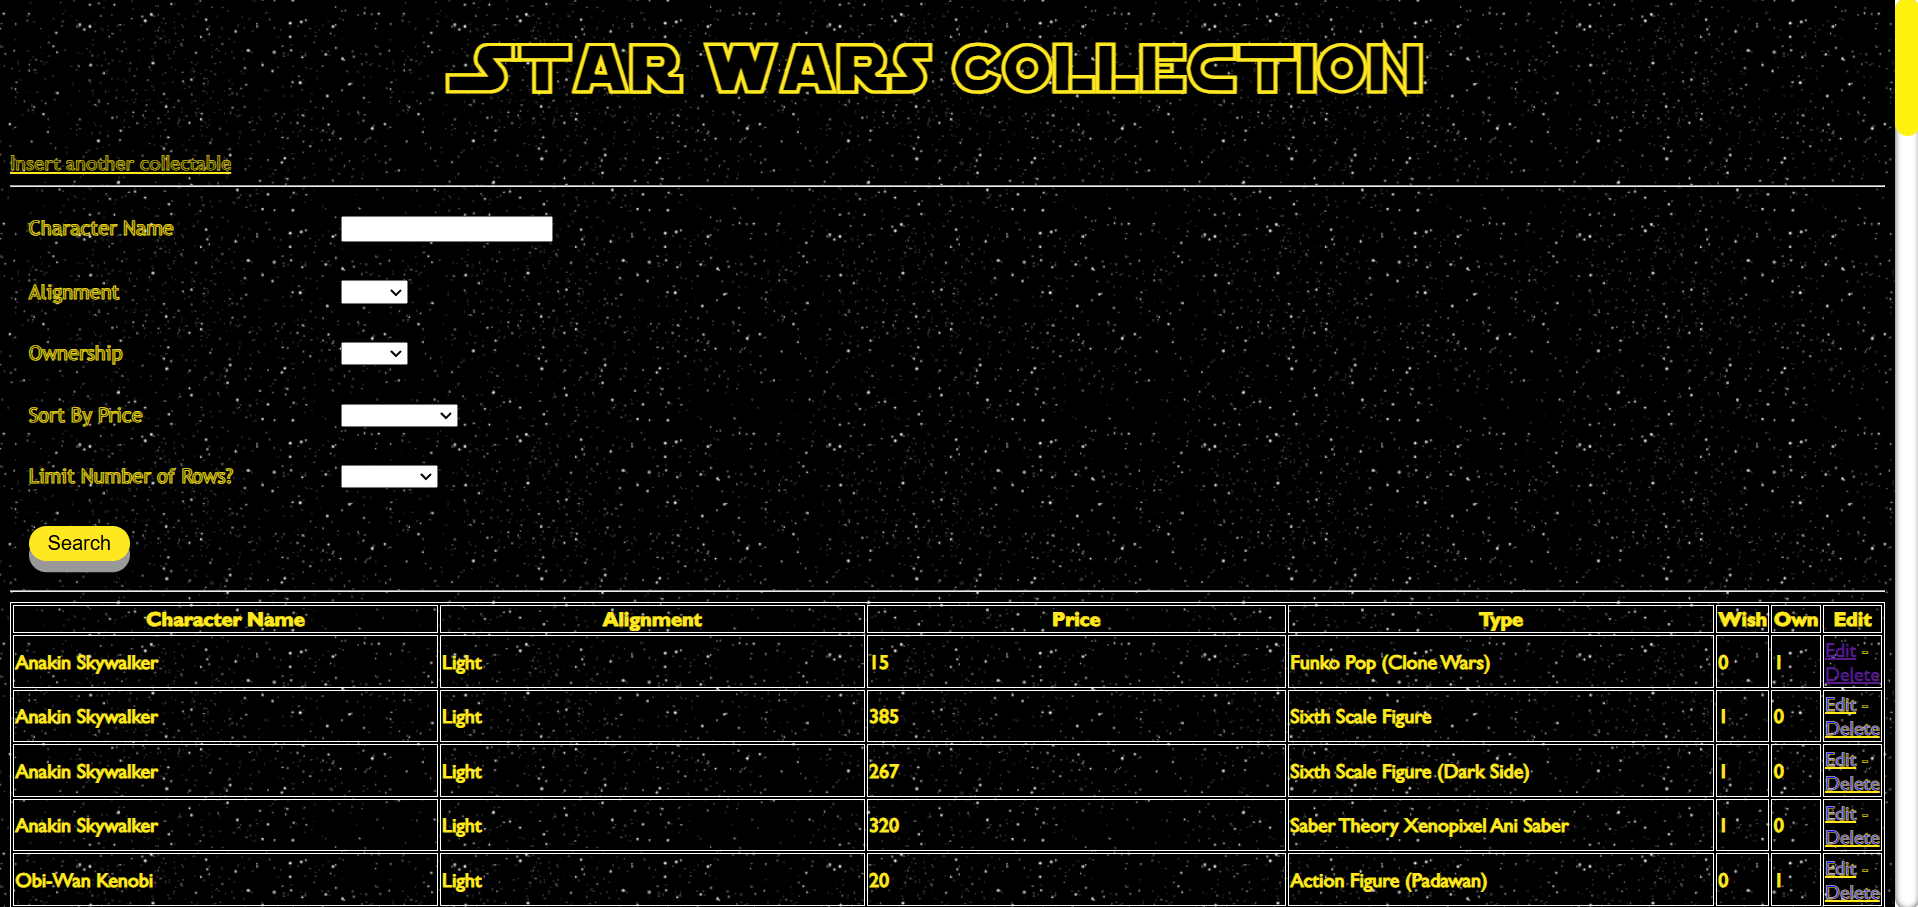 STAR WARS COLLECTION
Insert another collectable
Character Name
Alignment
Ownership
Sort By Price
Limit Number of Rows?
Search
Character Name Alignment Price Type Wish Own Edit
Anakin Skywalker Light 15 Funko Pop (Clone Wars) 0 1 Edit - Delete
Anakin Skywalker Light 385 Sixth Scale Figure 1 0 Edit - Delete
Anakin Skywalker Light 267 Sixth Scale Figure (Dark Side) 1 0 Edit - Delete
Anakin Skywalker Light 320 Saber Theory Xenopixel Ani Saber 1 0 Edit - Delete
Obi-Wan Kenobi Light 20 Action Figure (Padawan) 0 1 Edit - Delete